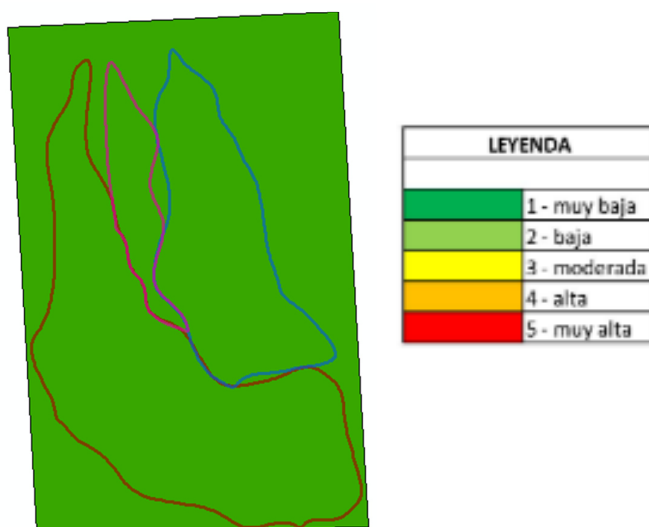 LEYENDA
1 - muy baja
2 - baja
3 - moderada
4 - alta
5 - muy alta